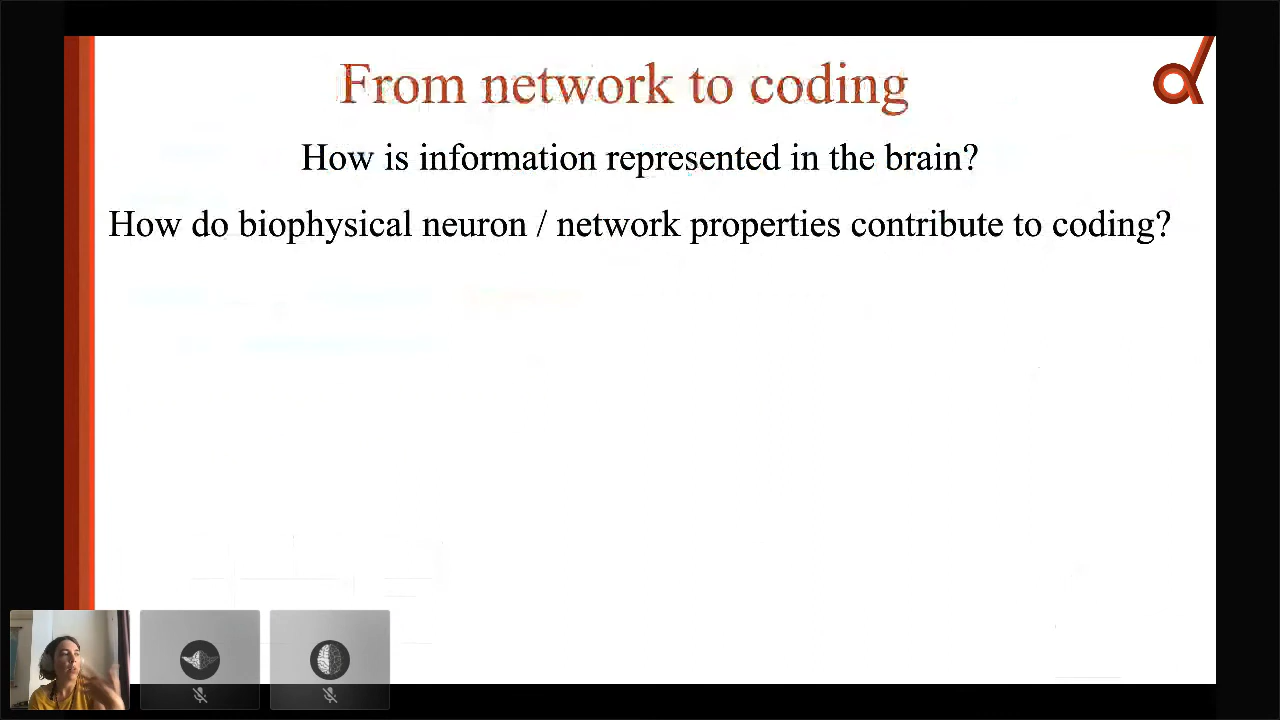 From network to coding
How is information represented in the brain?
How do biophysical neuron / network properties contribute to coding?